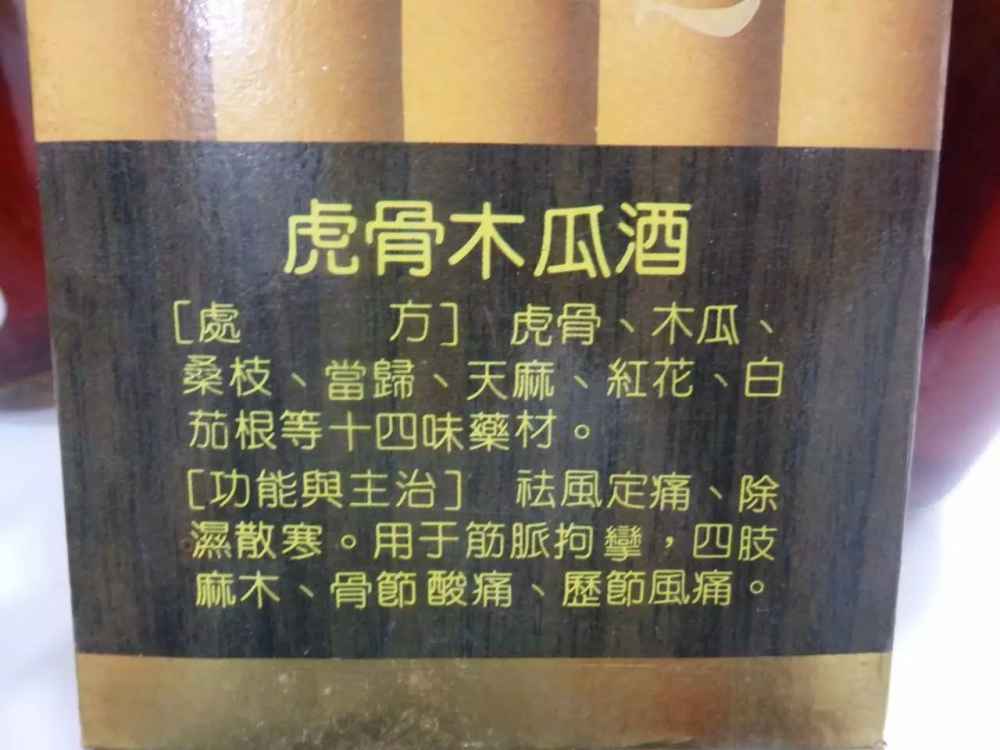 虎骨木瓜酒
[處 方] 虎骨、木瓜、
桑枝、當歸、天麻、紅花、白
茄根等十四味藥材。
[功能與主治] 祛風定痛、除
濕散寒。用于筋脈拘攣，四肢
麻木、骨節酸痛、歷節風痛。